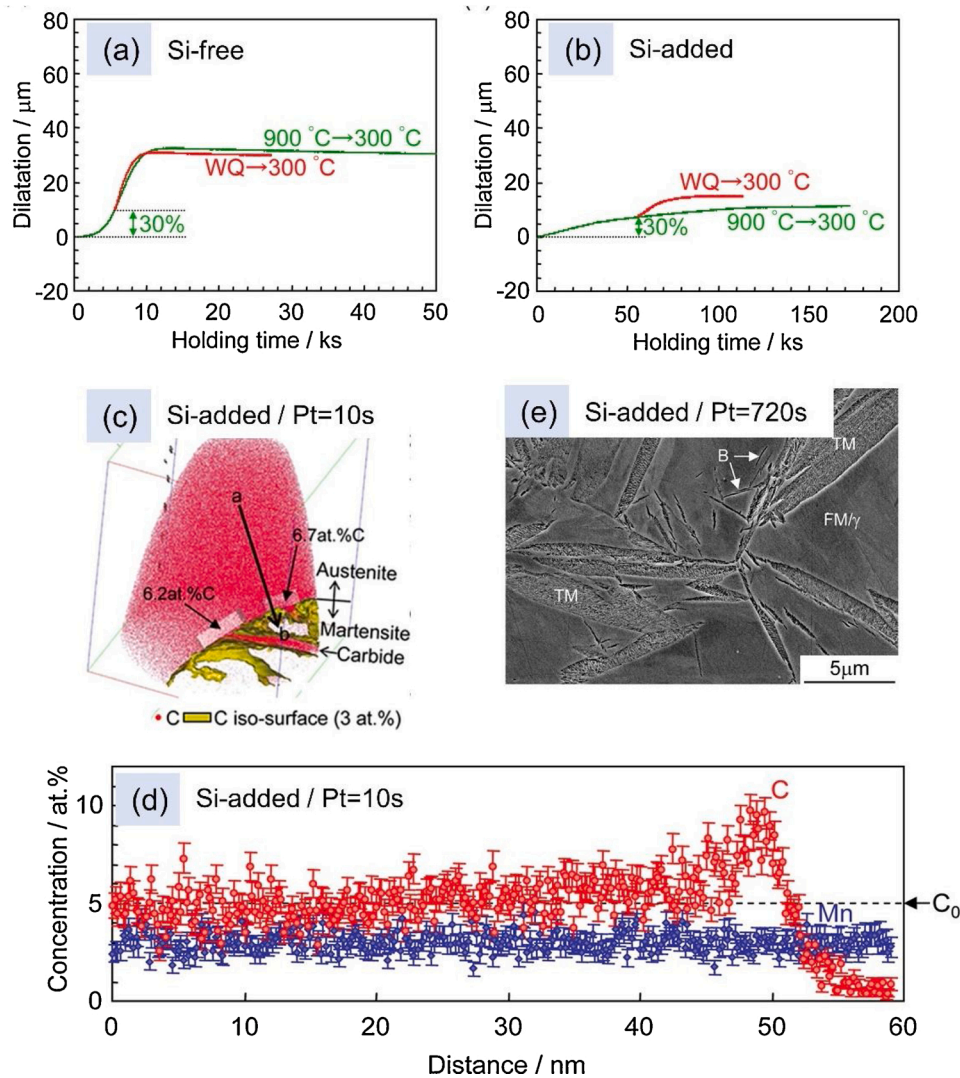 (a) Si-free
80
60
40
20
0
-20
Dilatation / μm
900 °C→300 °C
WQ→300 °C
30%
0 10 20 30 40 50
Holding time / ks
(b) Si-added
80
60
40
20
0
-20
Dilatation / μm
WQ→300 °C
30%
900 °C→300 °C
0 50 100 150 200
Holding time / ks
(c) Si-added / Pt=10s
a
6.7at.%C
6.2at.%C
Austenite
b
Martensite
Carbide
C C iso-surface (3 at.%)
(e) Si-added / Pt=720s
B
TM
FM/γ
TM
5μm
(d) Si-added / Pt=10s
C
10
5
0
Concentration / at.%
C₀
Mn
0 10 20 30 40 50 60
Distance / nm